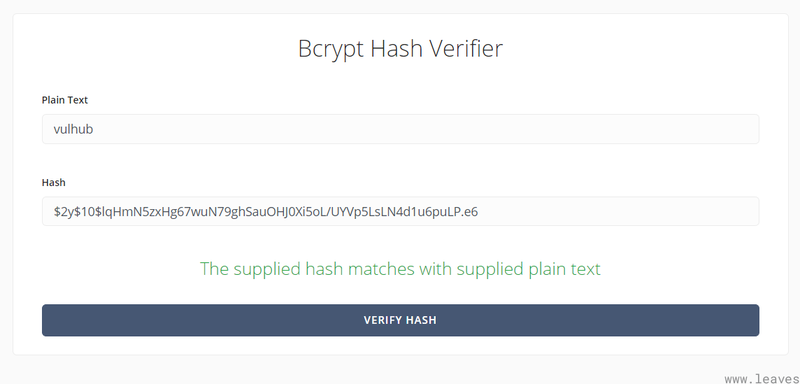 Bcrypt Hash Verifier
Plain Text
vulhub
Hash
$2y$10$lqHmN5zxHg67wuN79ghSauOHJ0Xi5oL/UYVp5LsLN4d1u6puLP.e6
The supplied hash matches with supplied plain text
VERIFY HASH
www.leaves